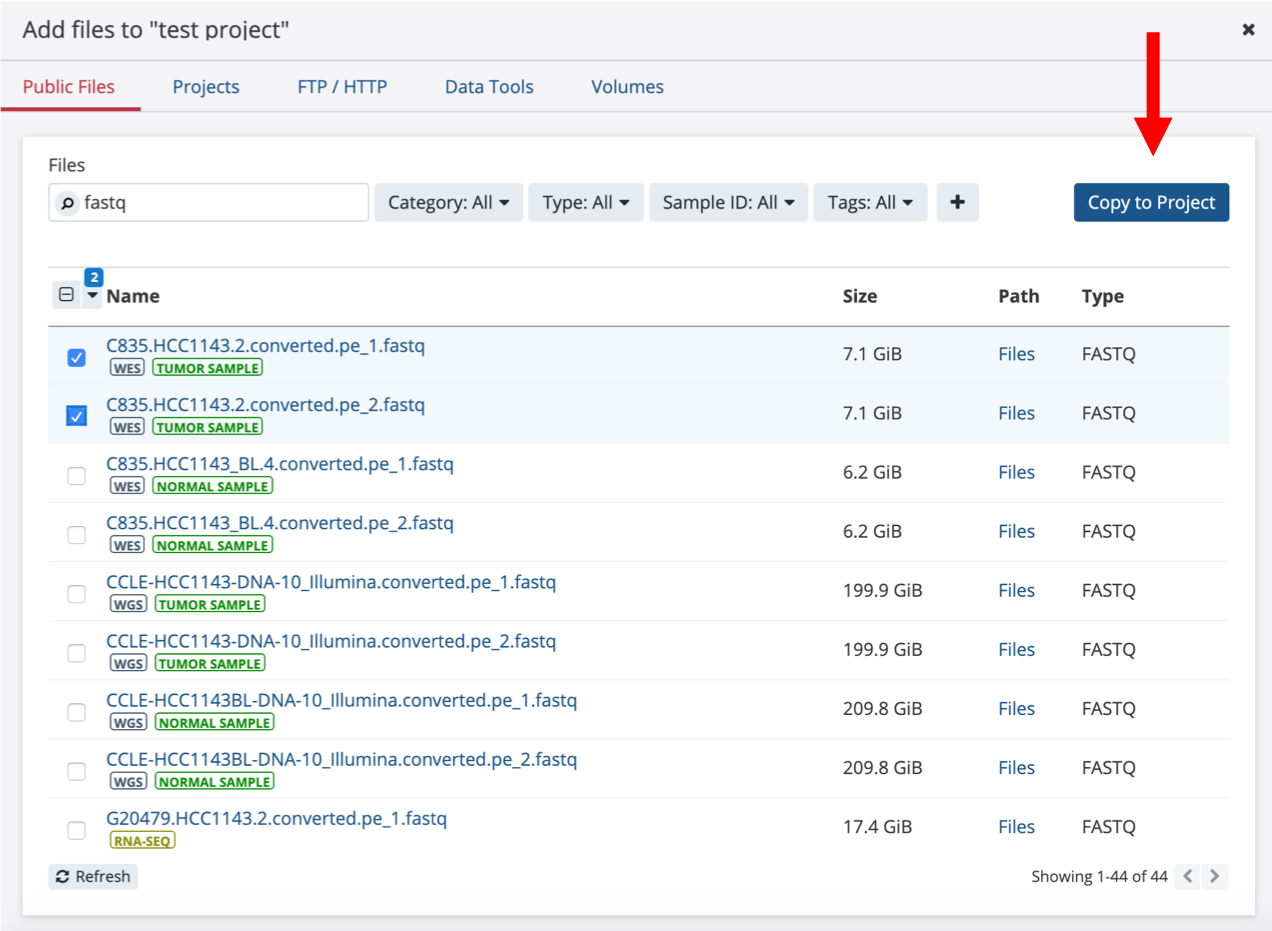 Add files to "test project"
Public Files Projects FTP / HTTP Data Tools Volumes
Files
fastq Category: All Type: All Sample ID: All Tags: All + Copy to Project
2
Name Size Path Type
C835.HCC1143.2.converted.pe_1.fastq
WES TUMOR SAMPLE
7.1 GiB Files FASTQ
C835.HCC1143.2.converted.pe_2.fastq
WES TUMOR SAMPLE
7.1 GiB Files FASTQ
C835.HCC1143_BL.4.converted.pe_1.fastq
WES NORMAL SAMPLE
6.2 GiB Files FASTQ
C835.HCC1143_BL.4.converted.pe_2.fastq
WES NORMAL SAMPLE
6.2 GiB Files FASTQ
CCLE-HCC1143-DNA-10_Illumina.converted.pe_1.fastq
WGS TUMOR SAMPLE
199.9 GiB Files FASTQ
CCLE-HCC1143-DNA-10_Illumina.converted.pe_2.fastq
WGS TUMOR SAMPLE
199.9 GiB Files FASTQ
CCLE-HCC1143BL-DNA-10_Illumina.converted.pe_1.fastq
WGS NORMAL SAMPLE
209.8 GiB Files FASTQ
CCLE-HCC1143BL-DNA-10_Illumina.converted.pe_2.fastq
WGS NORMAL SAMPLE
209.8 GiB Files FASTQ
G20479.HCC1143.2.converted.pe_1.fastq
RNA-SEQ
17.4 GiB Files FASTQ
Refresh Showing 1-44 of 44